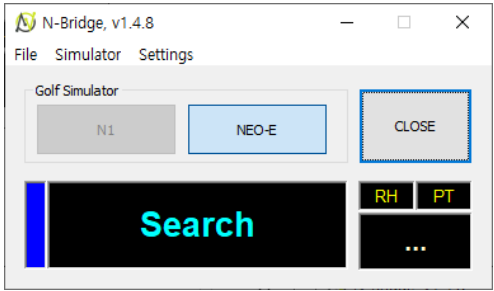 N-Bridge, v1.4.8
File Simulator Settings
Golf Simulator
N1 NEO-E CLOSE
Search RH PT
...